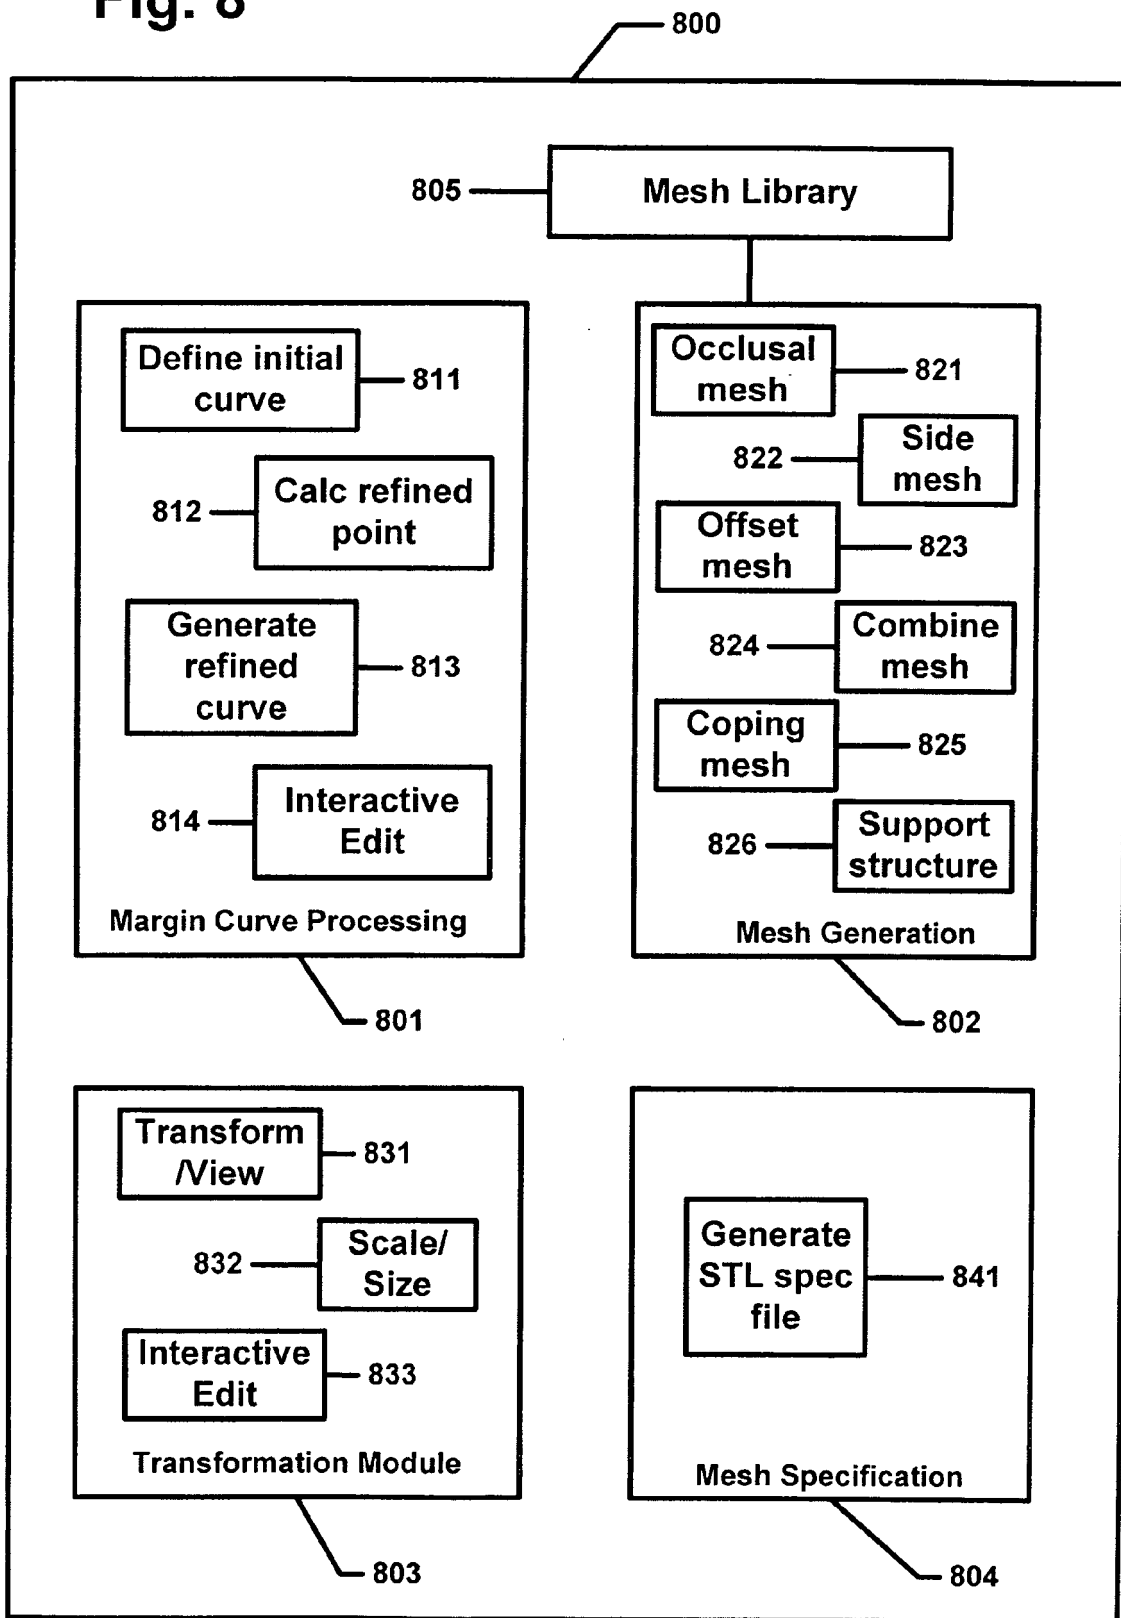 Fig. 8
800
805
Mesh Library
Define initial
curve
811
812
Calc refined
point
Generate
refined
curve
813
814
Interactive
Edit
Margin Curve Processing
801
Occlusal
mesh
821
822
Side
mesh
Offset
mesh
823
824
Combine
mesh
Coping
mesh
825
826
Support
structure
Mesh Generation
802
Transform
/View
831
832
Scale/
Size
Interactive
Edit
833
Transformation Module
803
Generate
STL spec
file
841
Mesh Specification
804